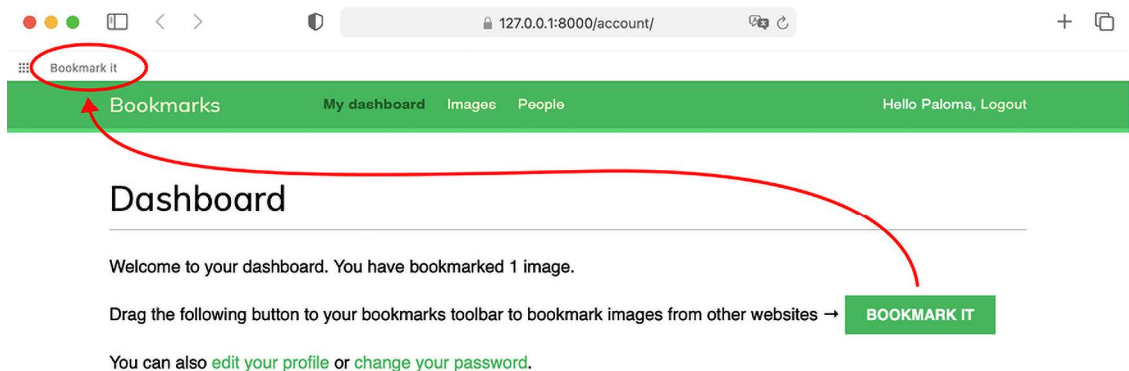 127.0.0.1:8000/account/
Bookmark it
Bookmarks My dashboard Images People Hello Paloma, Logout
Dashboard
Welcome to your dashboard. You have bookmarked 1 image.
Drag the following button to your bookmarks toolbar to bookmark images from other websites → BOOKMARK IT
You can also edit your profile or change your password.